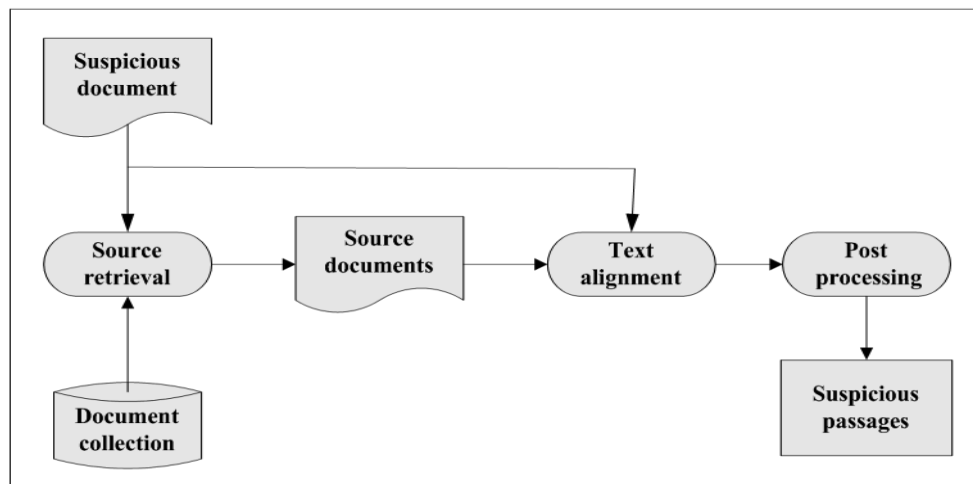 Suspicious
document
Source
retrieval
Source
documents
Text
alignment
Post
processing
Document
collection
Suspicious
passages